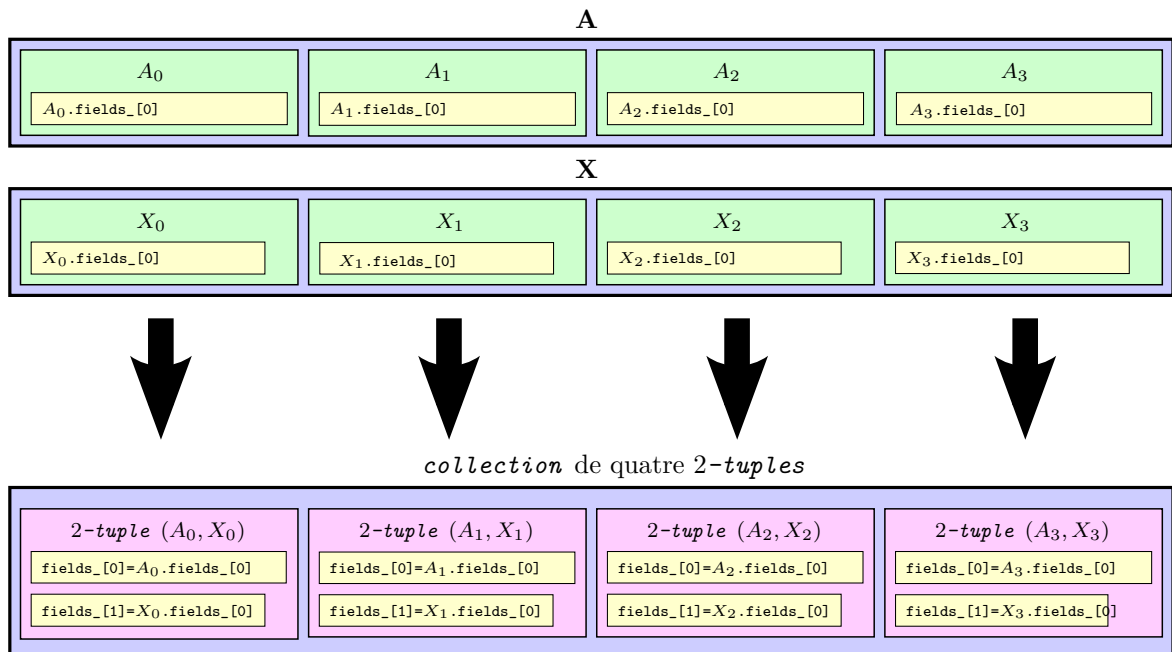 A
A0 A1 A2 A3
A0.fields_[0] A1.fields_[0] A2.fields_[0] A3.fields_[0]
X
X0 X1 X2 X3
X0.fields_[0] X1.fields_[0] X2.fields_[0] X3.fields_[0]
collection de quatre 2-tuples
2-tuple (A0, X0) 2-tuple (A1, X1) 2-tuple (A2, X2) 2-tuple (A3, X3)
fields_[0]=A0.fields_[0] fields_[0]=A1.fields_[0] fields_[0]=A2.fields_[0] fields_[0]=A3.fields_[0]
fields_[1]=X0.fields_[0] fields_[1]=X1.fields_[0] fields_[1]=X2.fields_[0] fields_[1]=X3.fields_[0]